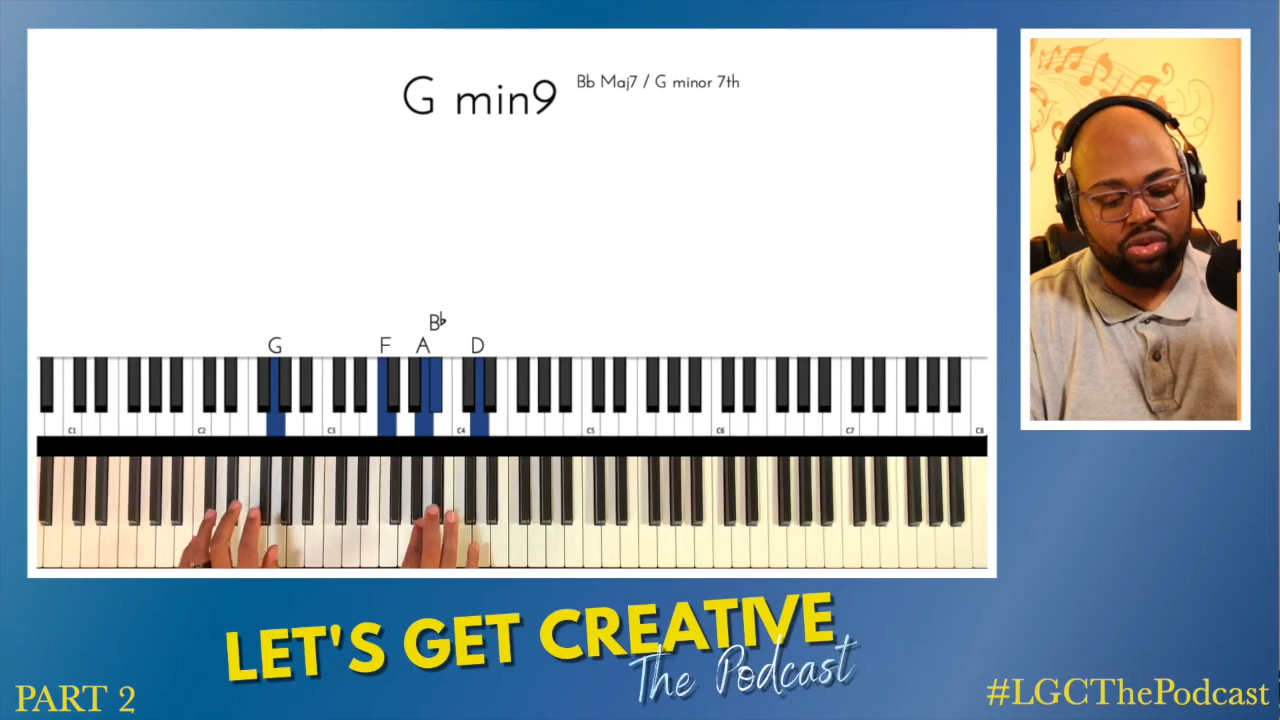 G min9 Bb Maj7 / G minor 7th
B♭
G F A D
C1 C2 C3 C4 C5 C6 C7 C8
LET'S GET CREATIVE
The Podcast
PART 2
#LGCThePodcast